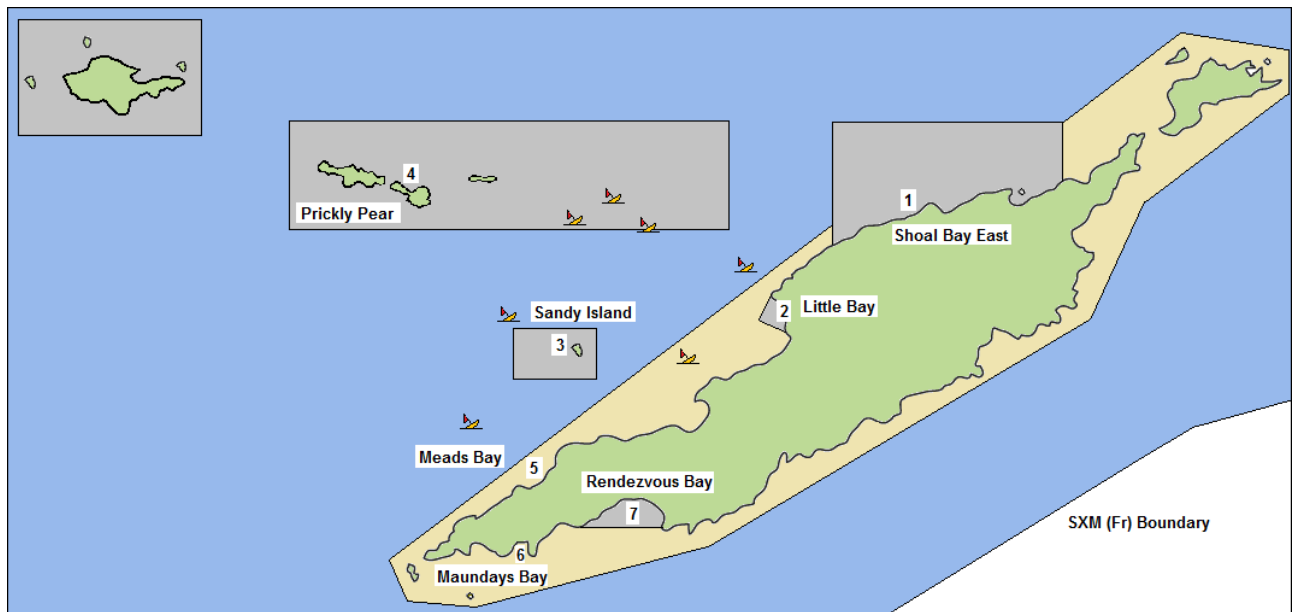 4
Prickly Pear
1
Shoal Bay East
Sandy Island
2
Little Bay
3
Meads Bay
5
Rendezvous Bay
7
SXM (Fr) Boundary
6
Maundays Bay